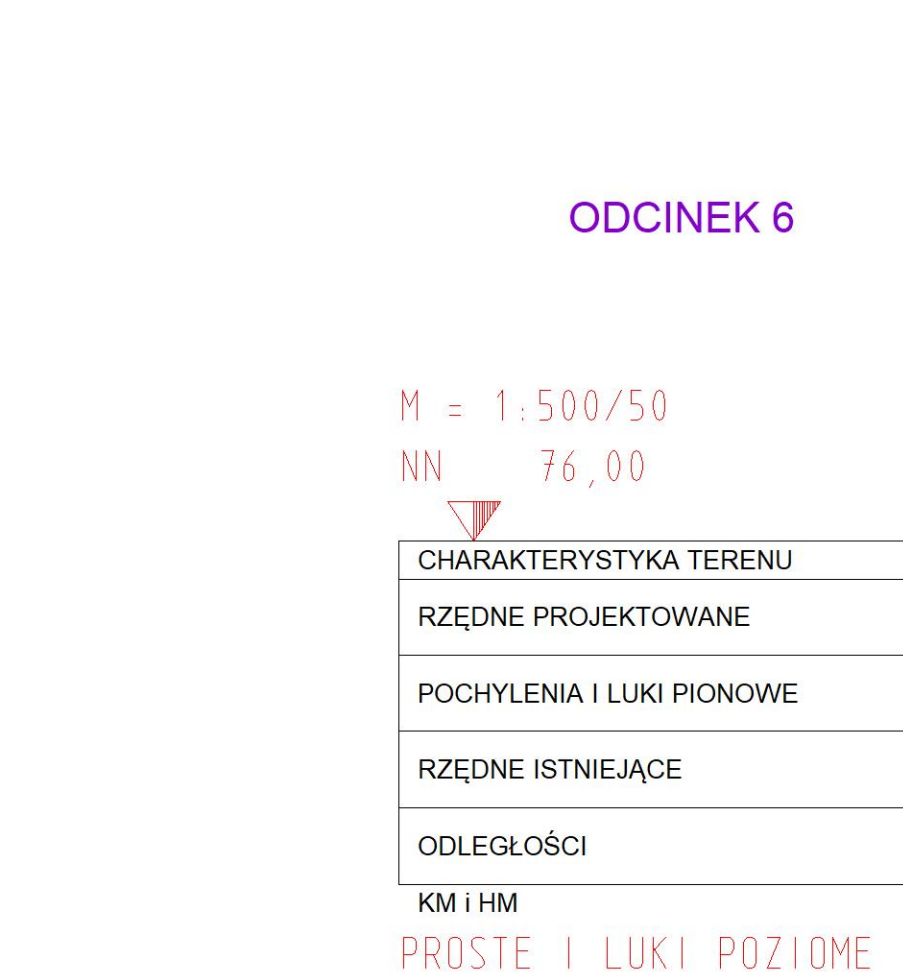 ODCINEK 6
M = 1:500/50
NN 76,00
CHARAKTERYSTYKA TERENU
RZĘDNE PROJEKTOWANE
POCHYLENIA I LUKI PIONOWE
RZĘDNE ISTNIEJĄCE
ODLEGŁOŚCI
KM i HM
PROSTE I LUKI POZIOME